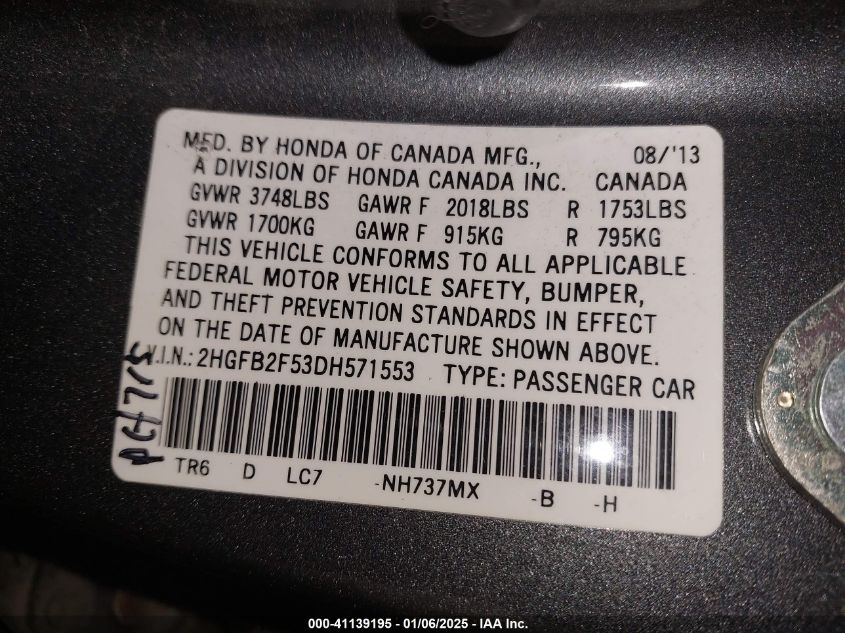 MFD. BY HONDA OF CANADA MFG., 08/'13
A DIVISION OF HONDA CANADA INC. CANADA
GVWR 3748LBS GAWR F 2018LBS R 1753LBS
GVWR 1700KG GAWR F 915KG R 795KG
THIS VEHICLE CONFORMS TO ALL APPLICABLE
FEDERAL MOTOR VEHICLE SAFETY, BUMPER,
AND THEFT PREVENTION STANDARDS IN EFFECT
ON THE DATE OF MANUFACTURE SHOWN ABOVE.
V.I.N.: 2HGFB2F53DH571553 TYPE: PASSENGER CAR
TR6 D LC7 -NH737MX -B -H
000-41139195 - 01/06/2025 - IAA Inc.